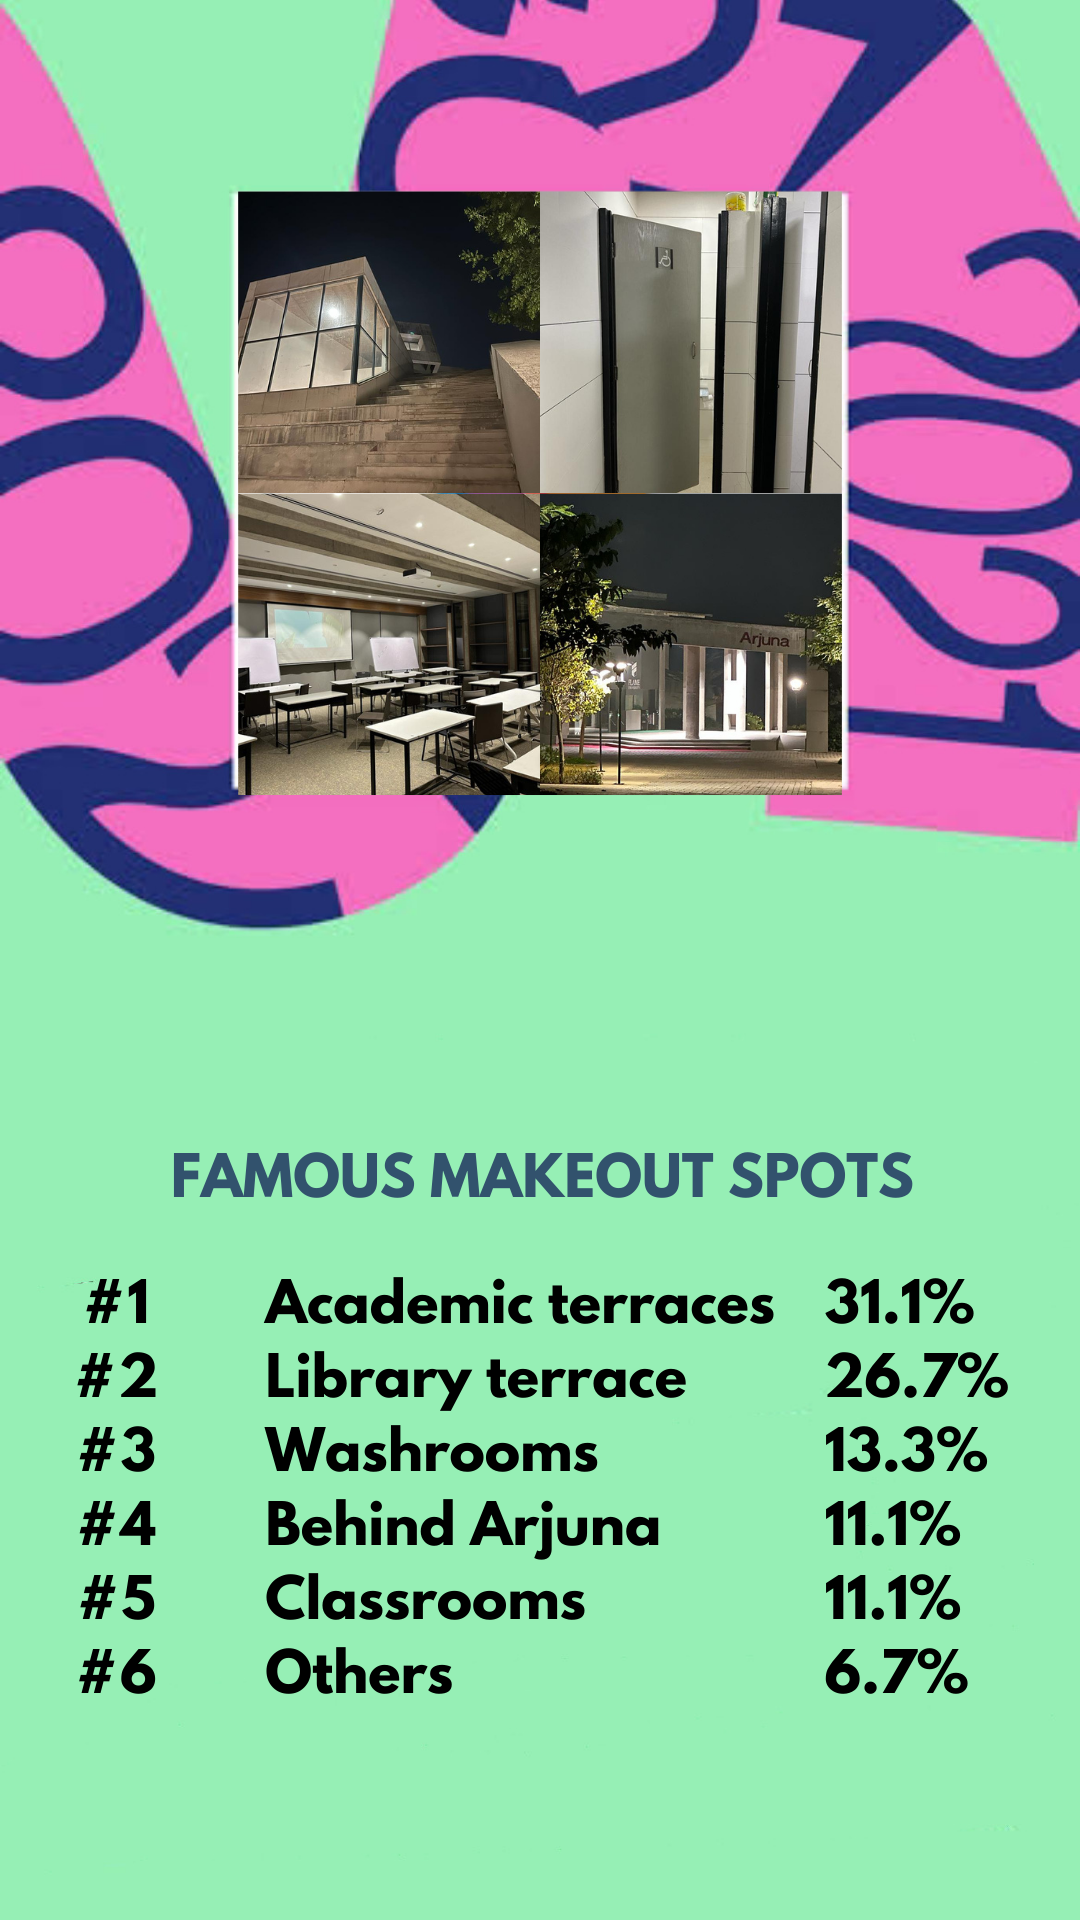 2021
Arjuna
FAMOUS MAKEOUT SPOTS
#1 Academic terraces 31.1%
#2 Library terrace 26.7%
#3 Washrooms 13.3%
#4 Behind Arjuna 11.1%
#5 Classrooms 11.1%
#6 Others 6.7%